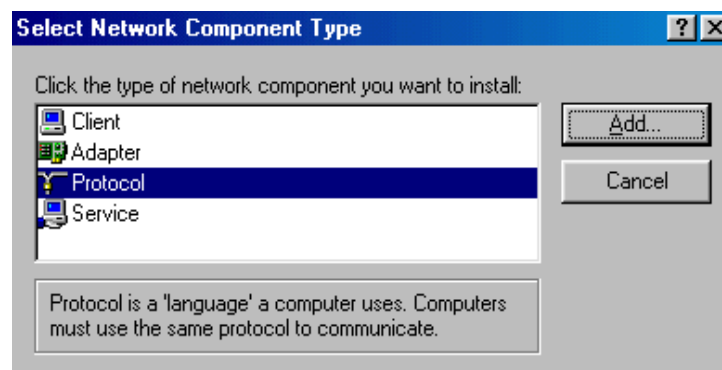 Select Network Component Type
Click the type of network component you want to install:
Client
Adapter
Protocol
Service
Add...
Cancel
Protocol is a 'language' a computer uses. Computers
must use the same protocol to communicate.